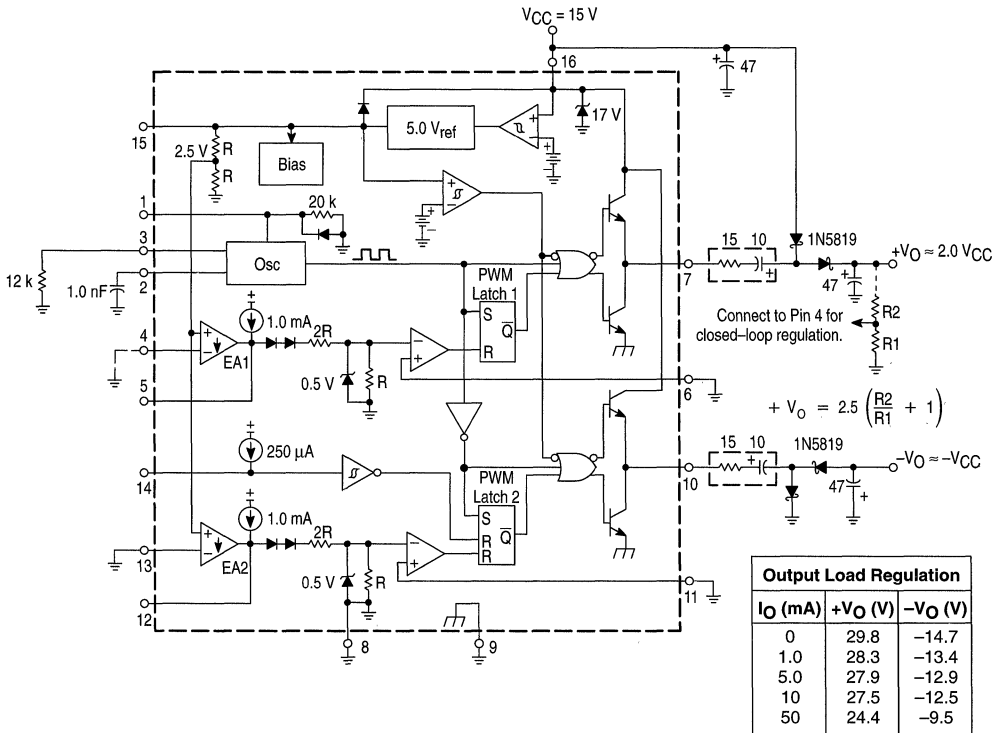 VCC = 15 V
16
47
15
2.5 V
R
R
Bias
5.0 Vref
+
–
+
–
17 V
+
–
+
–
1
20 k
3
12 k
Osc
2
1.0 nF
PWM
Latch 1
S
Q
R
7
15
10
+
1N5819
+
47
+VO ≈ 2.0 VCC
R2
R1
Connect to Pin 4 for
closed–loop regulation.
4
+
–
EA1
1.0 mA
2R
0.5 V
R
–
+
5
6
+ VO = 2.5 (R2/R1 + 1)
250 µA
14
PWM
Latch 2
S
R
R
Q
10
15
10
+
1N5819
47
+
–VO ≈ –VCC
1.0 mA
+
–
EA2
2R
0.5 V
R
–
+
13
12
11
8
9
Output Load Regulation
IO (mA) +VO (V) –VO (V)
0 29.8 –14.7
1.0 28.3 –13.4
5.0 27.9 –12.9
10 27.5 –12.5
50 24.4 –9.5